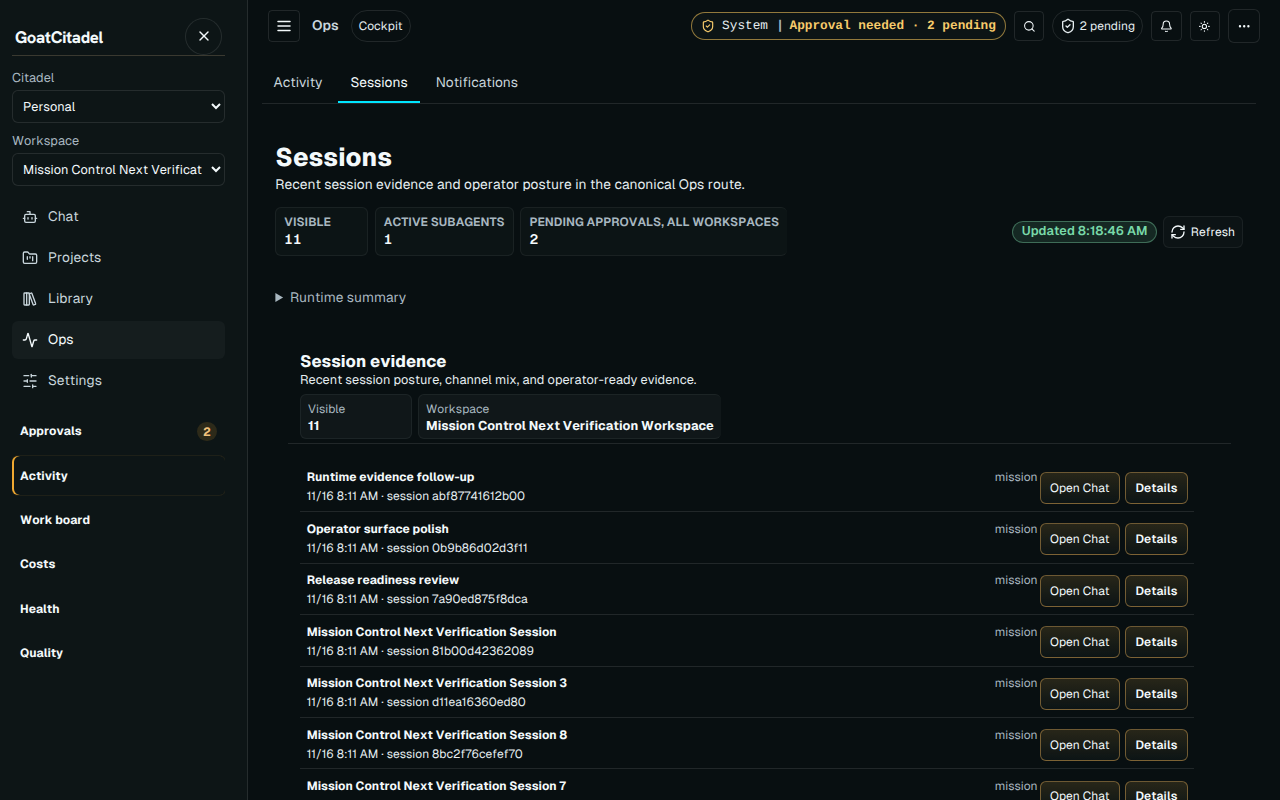 GoatCitadel
Citadel
Personal
Workspace
Mission Control Next Verificat
Chat
Projects
Library
Ops
Settings
Approvals 2
Activity
Work board
Costs
Health
Quality
Ops Cockpit
System | Approval needed · 2 pending
2 pending
Activity Sessions Notifications
Sessions
Recent session evidence and operator posture in the canonical Ops route.
VISIBLE
11
ACTIVE SUBAGENTS
1
PENDING APPROVALS, ALL WORKSPACES
2
Updated 8:18:46 AM
Refresh
Runtime summary
Session evidence
Recent session posture, channel mix, and operator-ready evidence.
Visible
11
Workspace
Mission Control Next Verification Workspace
Runtime evidence follow-up
11/16 8:11 AM · session abf87741612b00
mission Open Chat Details
Operator surface polish
11/16 8:11 AM · session 0b9b86d02d3f11
mission Open Chat Details
Release readiness review
11/16 8:11 AM · session 7a90ed875f8dca
mission Open Chat Details
Mission Control Next Verification Session
11/16 8:11 AM · session 81b00d42362089
mission Open Chat Details
Mission Control Next Verification Session 3
11/16 8:11 AM · session d11ea16360ed80
mission Open Chat Details
Mission Control Next Verification Session 8
11/16 8:11 AM · session 8bc2f76cefef70
mission Open Chat Details
Mission Control Next Verification Session 7
mission Open Chat Details